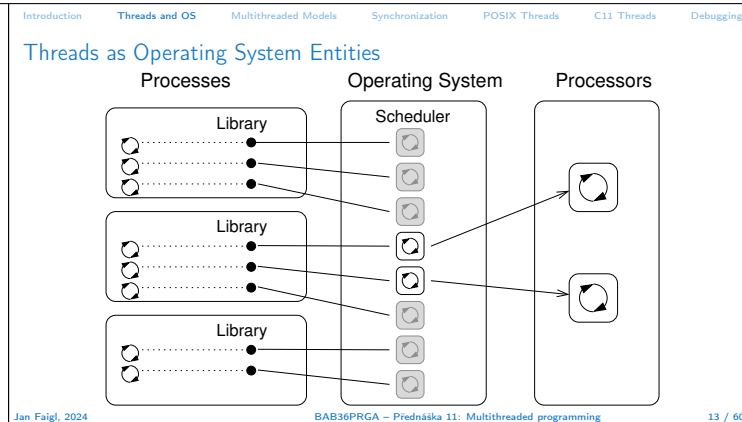 Introduction Threads and OS Multithreaded Models Synchronization POSIX Threads C11 Threads Debugging
Threads as Operating System Entities
Processes Operating System Processors
Library
Scheduler
Library
Library
Jan Faigl, 2024 BAB36PRGA – Přednáška 11: Multithreaded programming 13 / 60